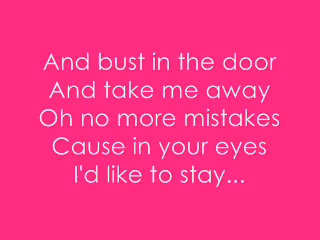 And bust in the door
And take me away
Oh no more mistakes
Cause in your eyes
I'd like to stay...